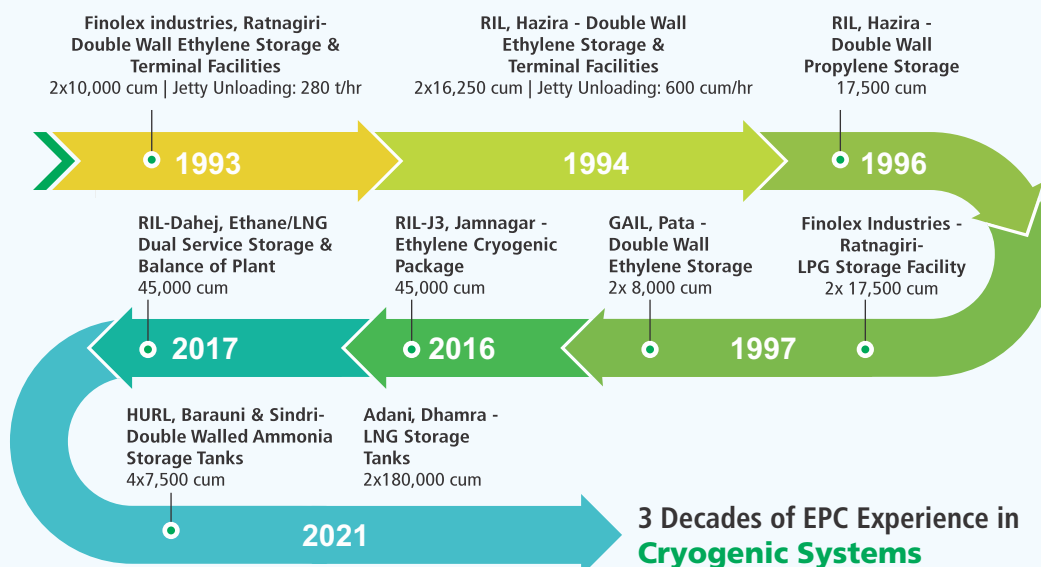 Finolex industries, Ratnagiri-
Double Wall Ethylene Storage &
Terminal Facilities
2x10,000 cum | Jetty Unloading: 280 t/hr
RIL, Hazira - Double Wall
Ethylene Storage &
Terminal Facilities
2x16,250 cum | Jetty Unloading: 600 cum/hr
RIL, Hazira -
Double Wall
Propylene Storage
17,500 cum
1993
1994
1996
RIL-Dahej, Ethane/LNG
Dual Service Storage &
Balance of Plant
45,000 cum
RIL-J3, Jamnagar -
Ethylene Cryogenic
Package
45,000 cum
GAIL, Pata -
Double Wall
Ethylene Storage
2x 8,000 cum
Finolex Industries -
Ratnagiri-
LPG Storage Facility
2x 17,500 cum
2017
2016
1997
HURL, Barauni & Sindri-
Double Walled Ammonia
Storage Tanks
4x7,500 cum
Adani, Dhamra -
LNG Storage
Tanks
2x180,000 cum
2021
3 Decades of EPC Experience in
Cryogenic Systems